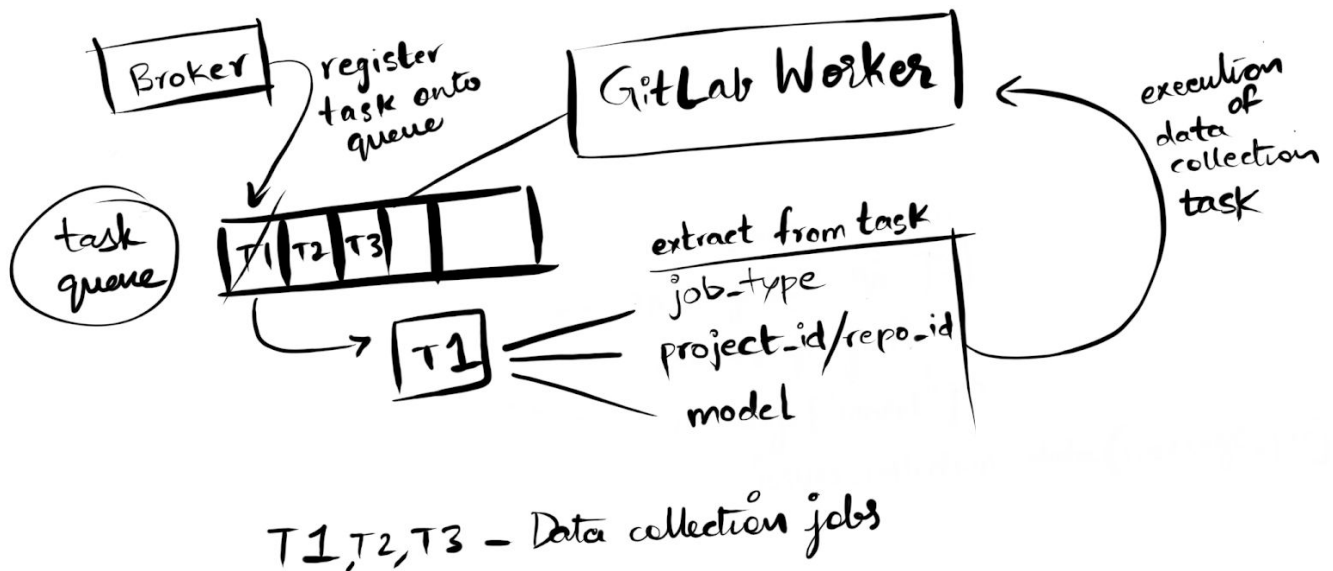 Broker
register
task onto
queue
GitLab Worker
execution
of
data
collection
task
task
queue
T1 T2 T3
extract from task
job_type
project_id/repo_id
model
T1
T1,T2,T3 - Data collection jobs